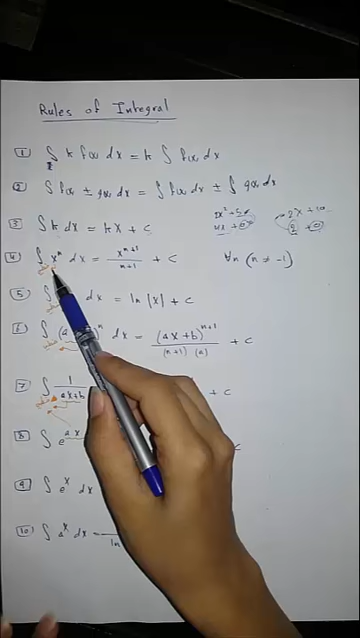 Rules of Integral
1 ∫ k f(x) dx = k ∫ f(x) dx
2 ∫ f(x) ± g(x) dx = ∫ f(x) dx ± ∫ g(x) dx
3 ∫ k dx = kx + c
4 ∫ xⁿ dx = xⁿ⁺¹ / n+1 + c ∀n (n ≠ -1)
5 ∫ dx = ln |x| + c
6 ∫ (a )ⁿ dx = (ax+b)ⁿ⁺¹ / (n+1) (a) + c
7 ∫ 1 / ax+b + c
8 ∫ e^ax c
9 ∫ eˣ dx
10 ∫ aˣ dx = ln